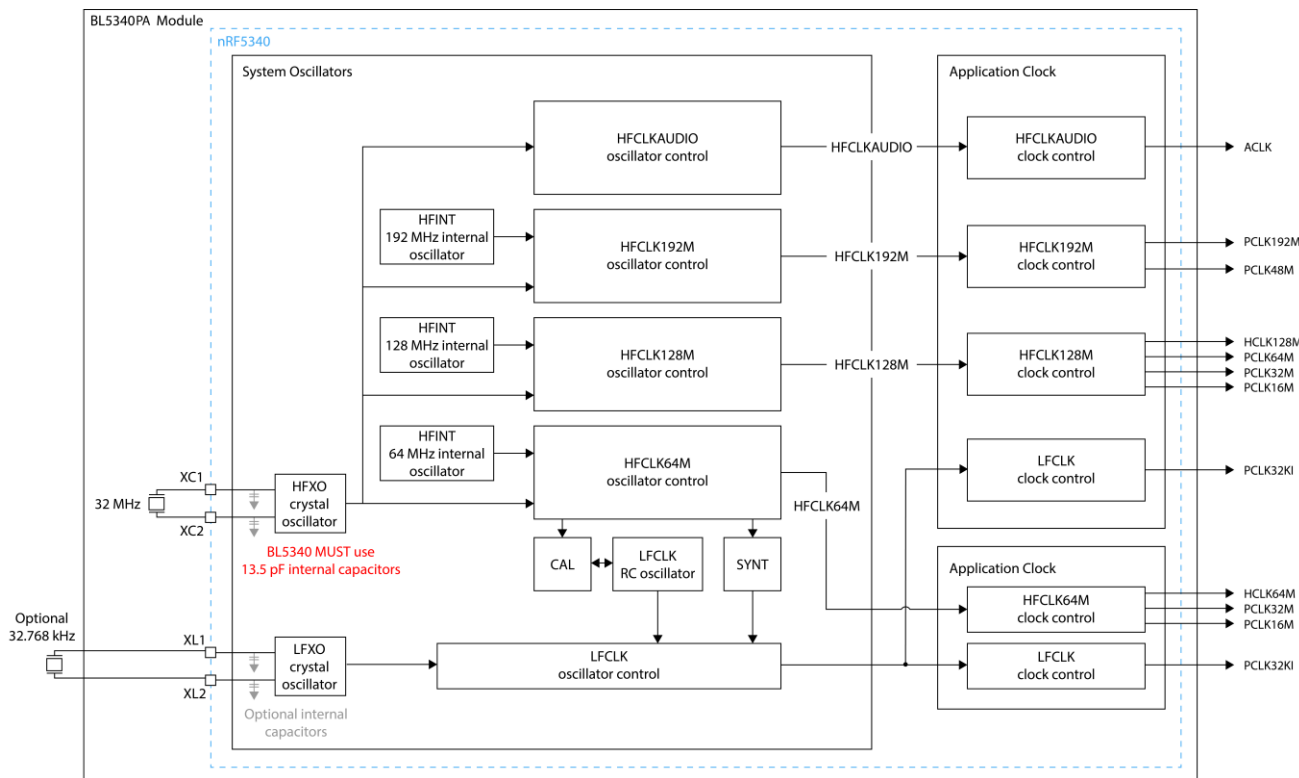 BL5340PA Module
nRF5340
System Oscillators
Application Clock
HFCLKAUDIO
oscillator control
HFCLKAUDIO
HFCLKAUDIO
clock control
ACLK
HFINT
192 MHz internal
oscillator
HFCLK192M
oscillator control
HFCLK192M
HFCLK192M
clock control
PCLK192M
PCLK48M
HFINT
128 MHz internal
oscillator
HFCLK128M
oscillator control
HFCLK128M
HFCLK128M
clock control
HCLK128M
PCLK64M
PCLK32M
PCLK16M
HFINT
64 MHz internal
oscillator
HFCLK64M
oscillator control
HFCLK64M
LFCLK
clock control
PCLK32KI
XC1
32 MHz
XC2
HFXO
crystal
oscillator
BL5340 MUST use
13.5 pF internal capacitors
CAL
LFCLK
RC oscillator
SYNT
Application Clock
HFCLK64M
clock control
HCLK64M
PCLK32M
PCLK16M
Optional
32.768 kHz
XL1
XL2
LFXO
crystal
oscillator
Optional internal
capacitors
LFCLK
oscillator control
LFCLK
clock control
PCLK32KI